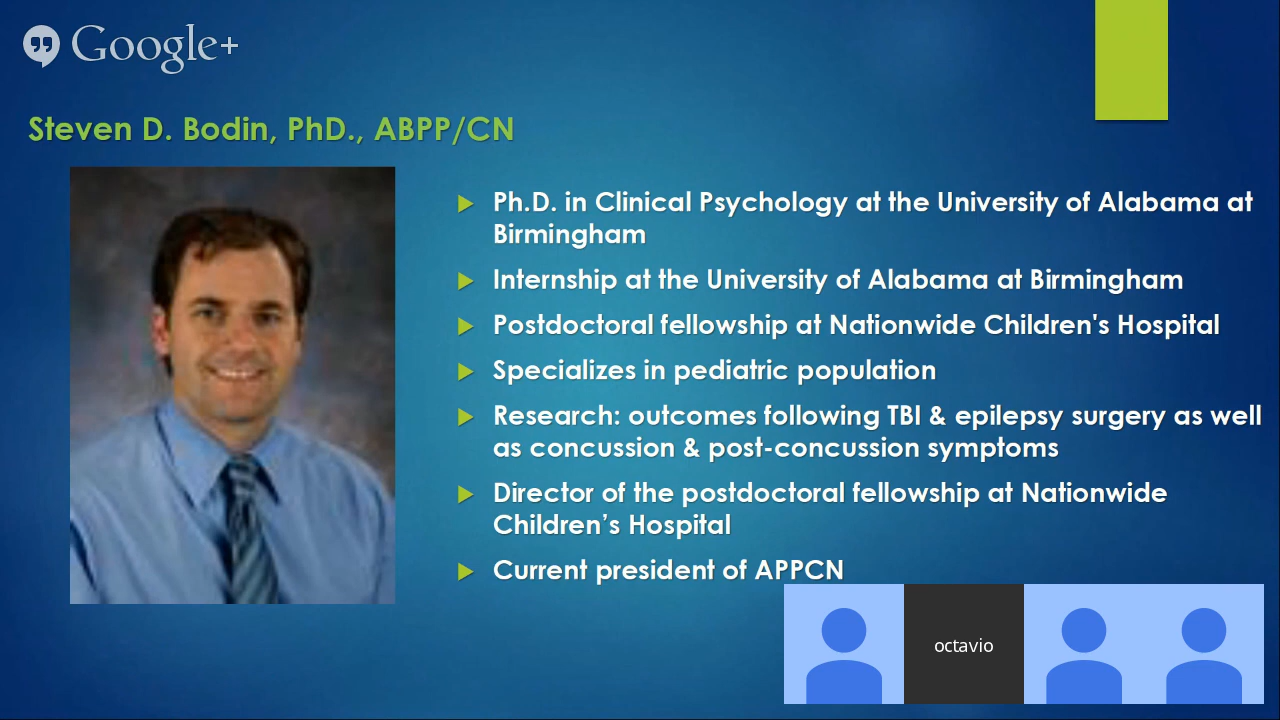 Google+
Steven D. Bodin, PhD., ABPP/CN
Ph.D. in Clinical Psychology at the University of Alabama at
Birmingham
Internship at the University of Alabama at Birmingham
Postdoctoral fellowship at Nationwide Children's Hospital
Specializes in pediatric population
Research: outcomes following TBI & epilepsy surgery as well
as concussion & post-concussion symptoms
Director of the postdoctoral fellowship at Nationwide
Children’s Hospital
Current president of APPCN
octavio